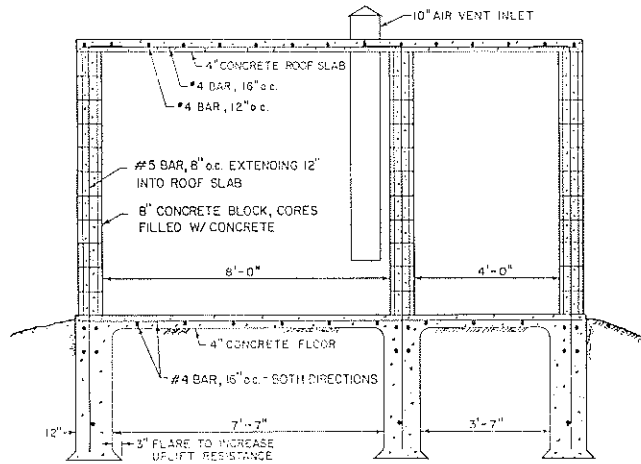 10" AIR VENT INLET
4" CONCRETE ROOF SLAB
#4 BAR, 16" o.c.
#4 BAR, 12" o.c.
#5 BAR, 8" o.c. EXTENDING 12"
INTO ROOF SLAB
8" CONCRETE BLOCK, CORES
FILLED W/ CONCRETE
8'-0"
4'-0"
4" CONCRETE FLOOR
#4 BAR, 16" o.c.- BOTH DIRECTIONS
12"
7'-7"
3'-7"
3" FLARE TO INCREASE
UPLIFT RESISTANCE